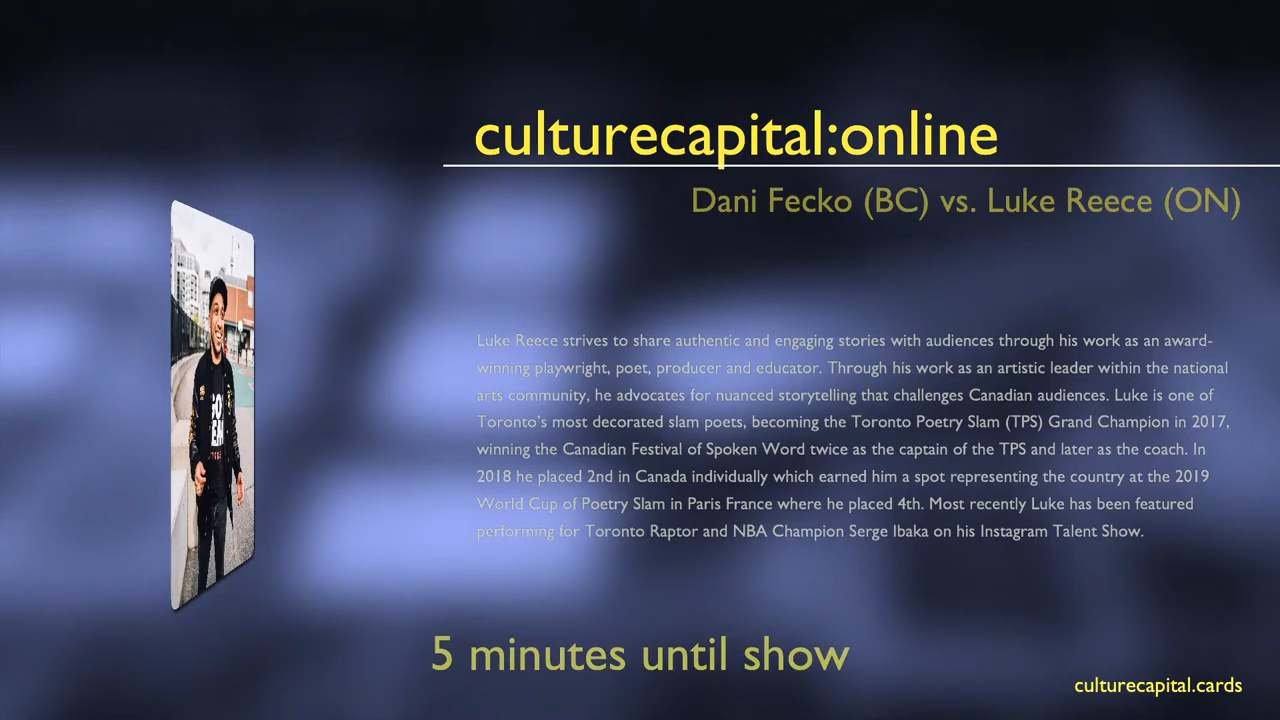 culturecapital:online
Dani Fecko (BC) vs. Luke Reece (ON)
Luke Reece strives to share authentic and engaging stories with audiences through his work as an award-
winning playwright, poet, producer and educator. Through his work as an artistic leader within the national
arts community, he advocates for nuanced storytelling that challenges Canadian audiences. Luke is one of
Toronto’s most decorated slam poets, becoming the Toronto Poetry Slam (TPS) Grand Champion in 2017,
winning the Canadian Festival of Spoken Word twice as the captain of the TPS and later as the coach. In
2018 he placed 2nd in Canada individually which earned him a spot representing the country at the 2019
World Cup of Poetry Slam in Paris France where he placed 4th. Most recently Luke has been featured
performing for Toronto Raptor and NBA Champion Serge Ibaka on his Instagram Talent Show.
5 minutes until show
culturecapital.cards